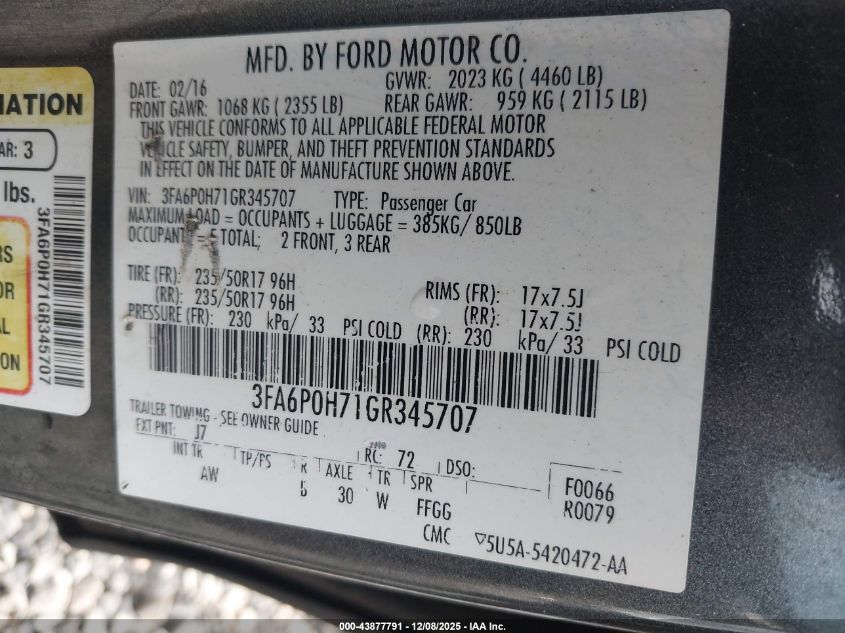 MFD. BY FORD MOTOR CO.
DATE: 02/16 GVWR: 2023 KG ( 4460 LB)
FRONT GAWR: 1068 KG ( 2355 LB) REAR GAWR: 959 KG ( 2115 LB)
THIS VEHICLE CONFORMS TO ALL APPLICABLE FEDERAL MOTOR
VEHICLE SAFETY, BUMPER, AND THEFT PREVENTION STANDARDS
IN EFFECT ON THE DATE OF MANUFACTURE SHOWN ABOVE.
VIN: 3FA6P0H71GR345707 TYPE: Passenger Car
MAXIMUM LOAD = OCCUPANTS + LUGGAGE = 385KG/ 850LB
OCCUPANT 5 TOTAL; 2 FRONT, 3 REAR
TIRE (FR): 235/50R17 96H RIMS (FR): 17x7.5J
(RR): 235/50R17 96H (RR): 17x7.5J
PRESSURE (FR): 230 kPa/ 33 PSI COLD (RR): 230 kPa/ 33 PSI COLD
3FA6P0H71GR345707
TRAILER TOWING - SEE OWNER GUIDE
EXT PNT: J7 RC: 72 DSO:
INT TR TP/PS R AXLE TR SPR
AW 30 W FFGG
CMC
F0066
R0079
5U5A-5420472-AA
MATION
AR: 3
lbs.
RS
OR
AL
ON
3FA6P0H71GR345707
000-43877791 - 12/08/2025 - IAA Inc.